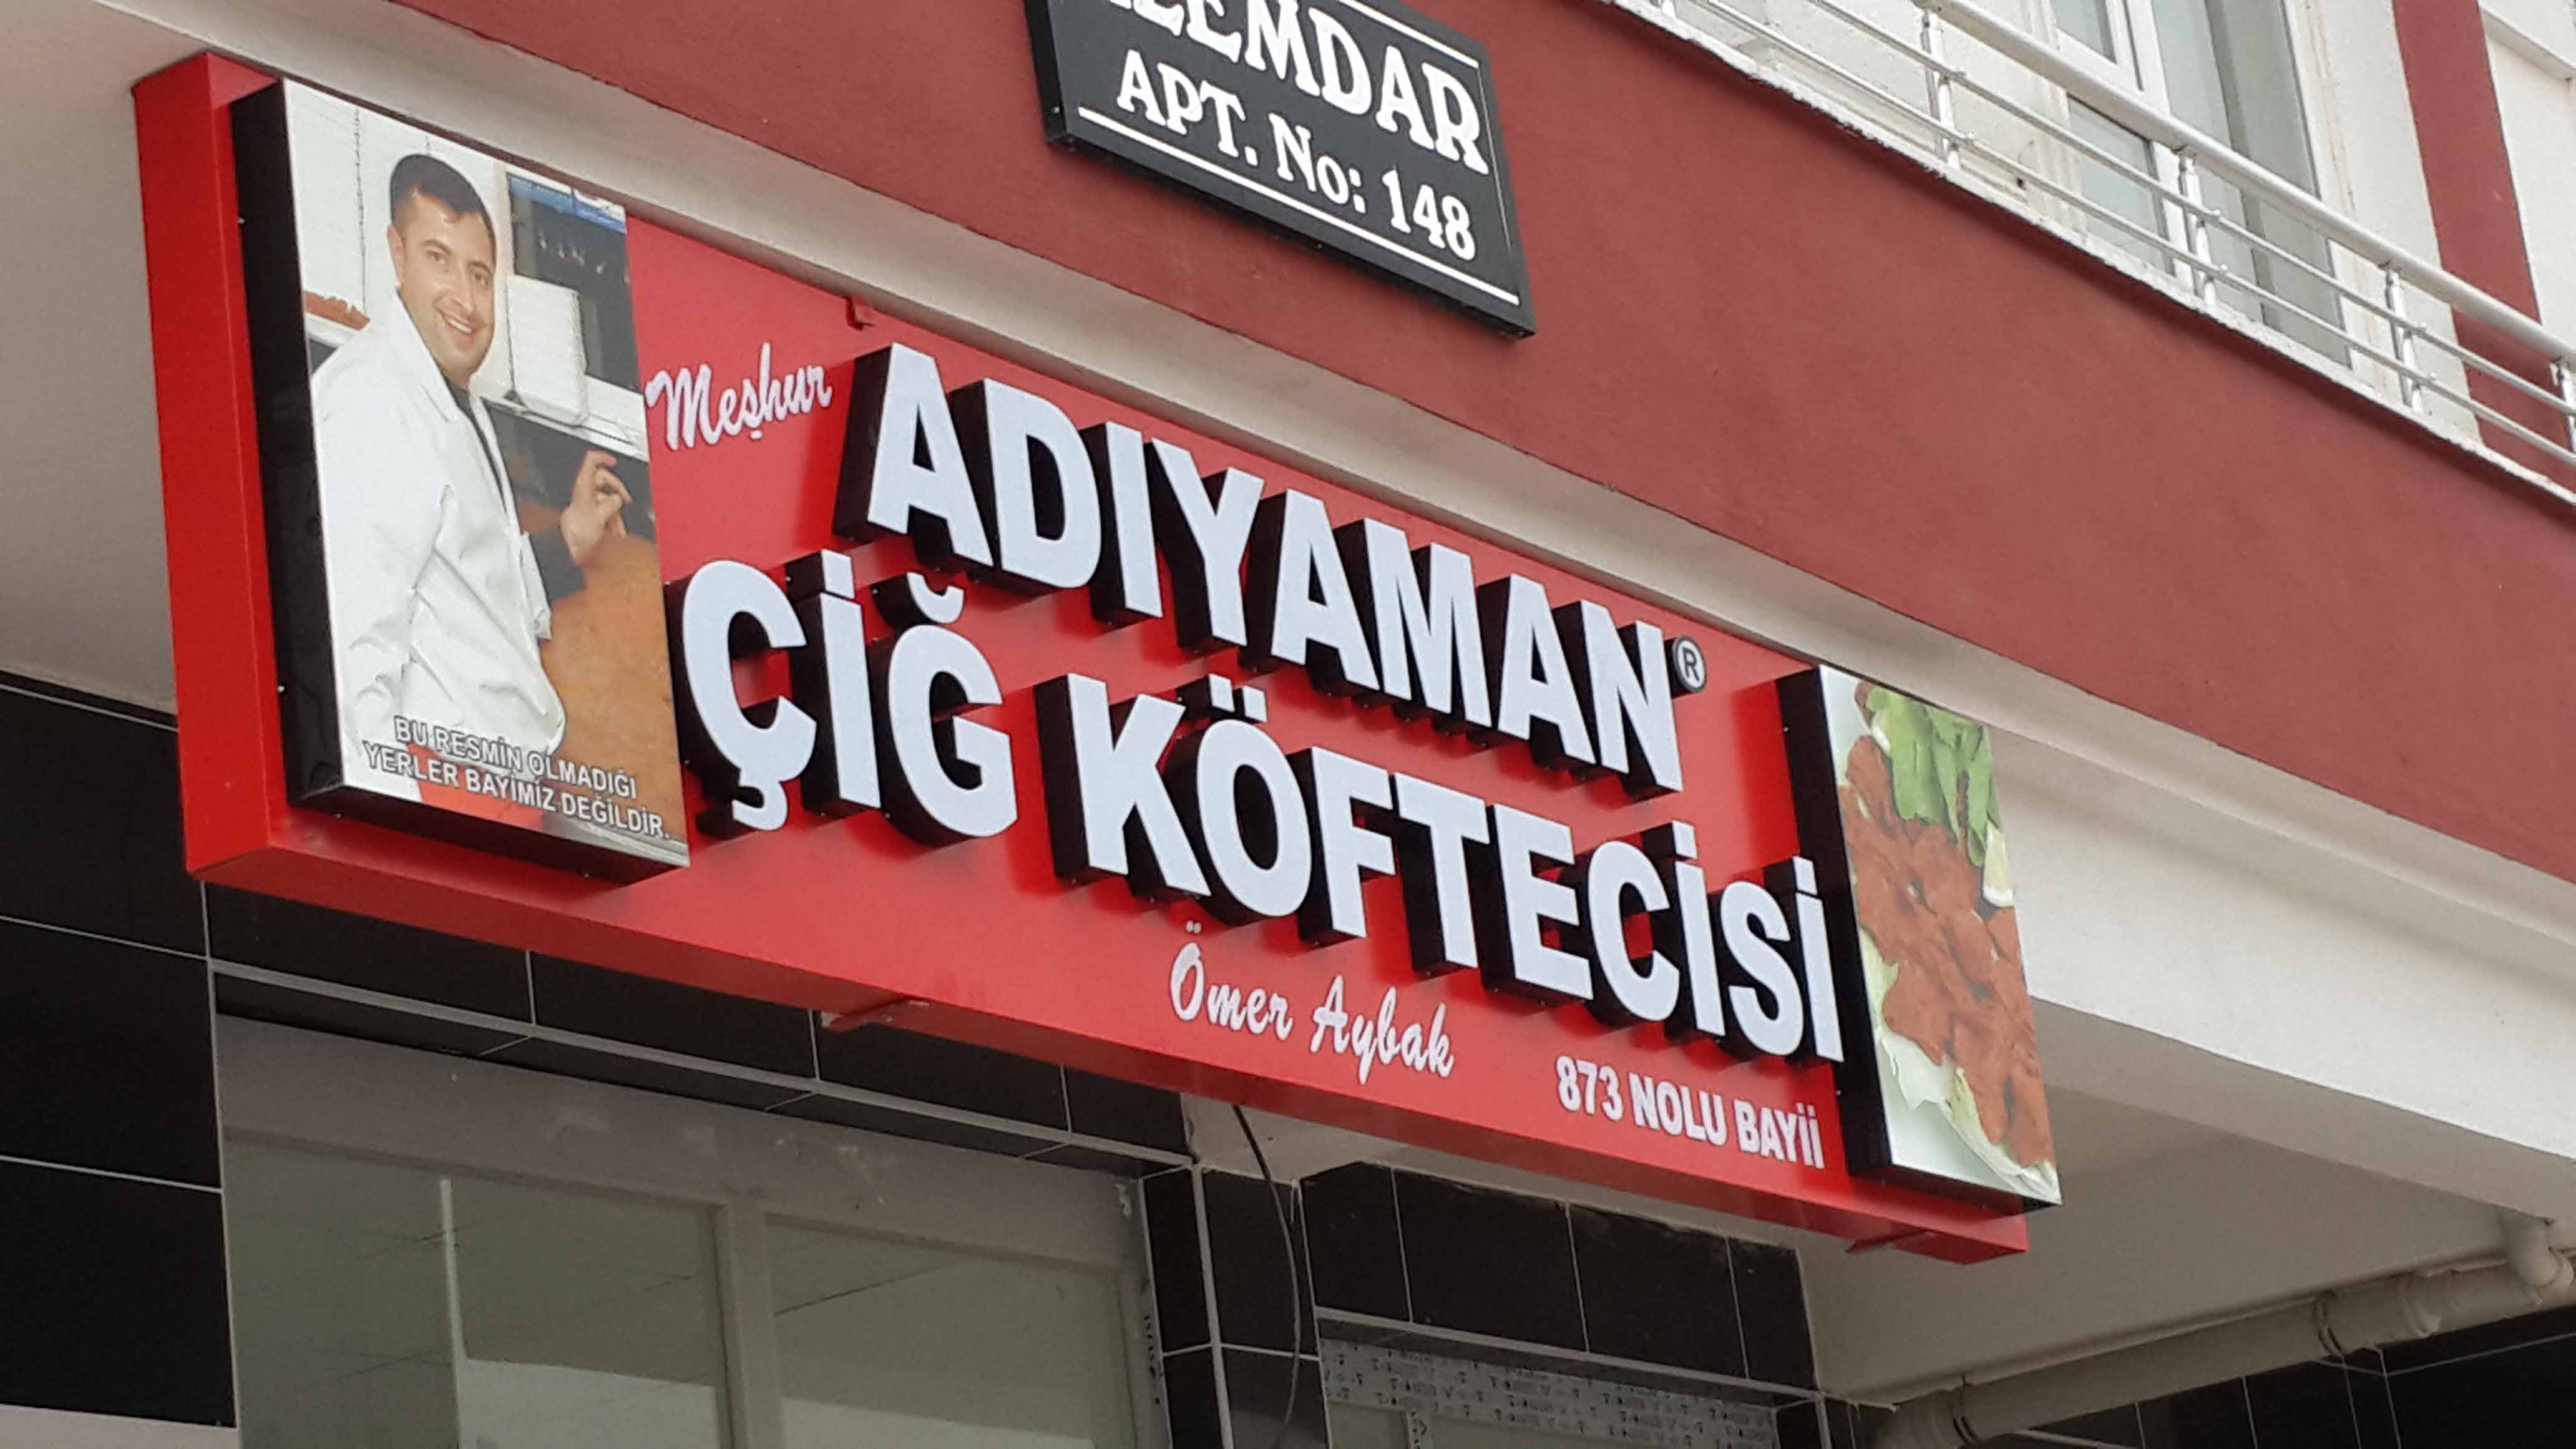 APT. No: 148
Meşhur
ADIYAMAN®
ÇİĞ KÖFTECİSİ
Ömer Aybak
873 NOLU BAYİİ
BU RESMİN OLMADIĞI
YERLER BAYİMİZ DEĞİLDİR.